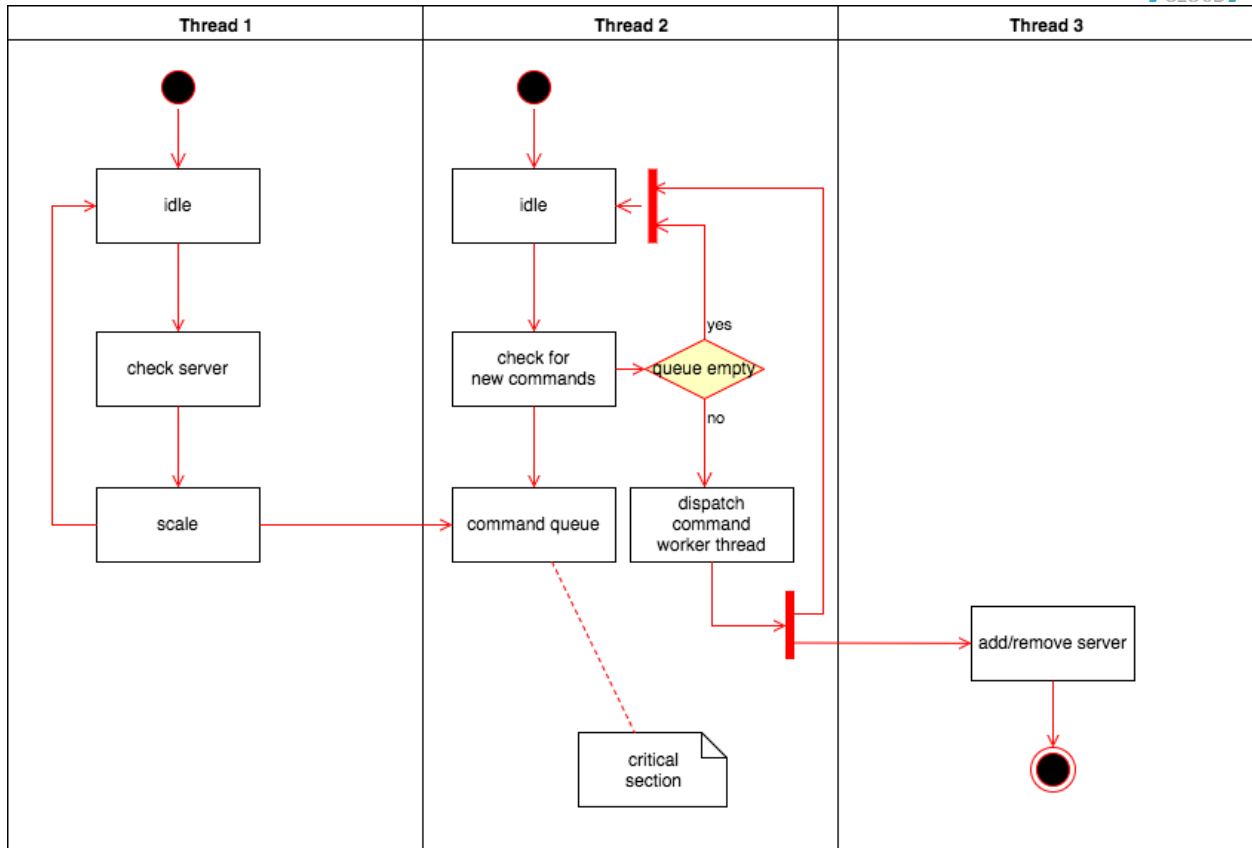 Thread 1
Thread 2
Thread 3
idle
idle
yes
check server
check for
new commands
queue empty
no
scale
command queue
dispatch
command
worker thread
add/remove server
critical
section